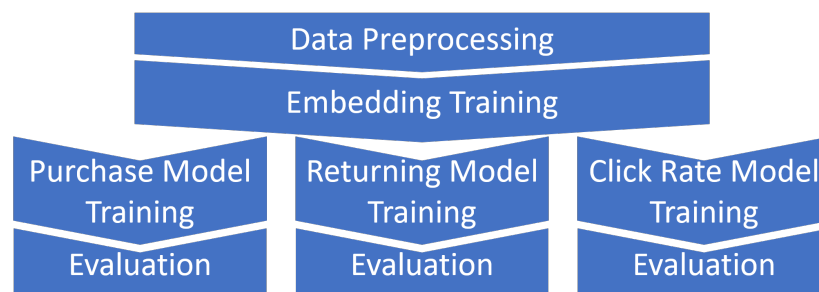 Data Preprocessing
Embedding Training
Purchase Model
Training
Returning Model
Training
Click Rate Model
Training
Evaluation
Evaluation
Evaluation